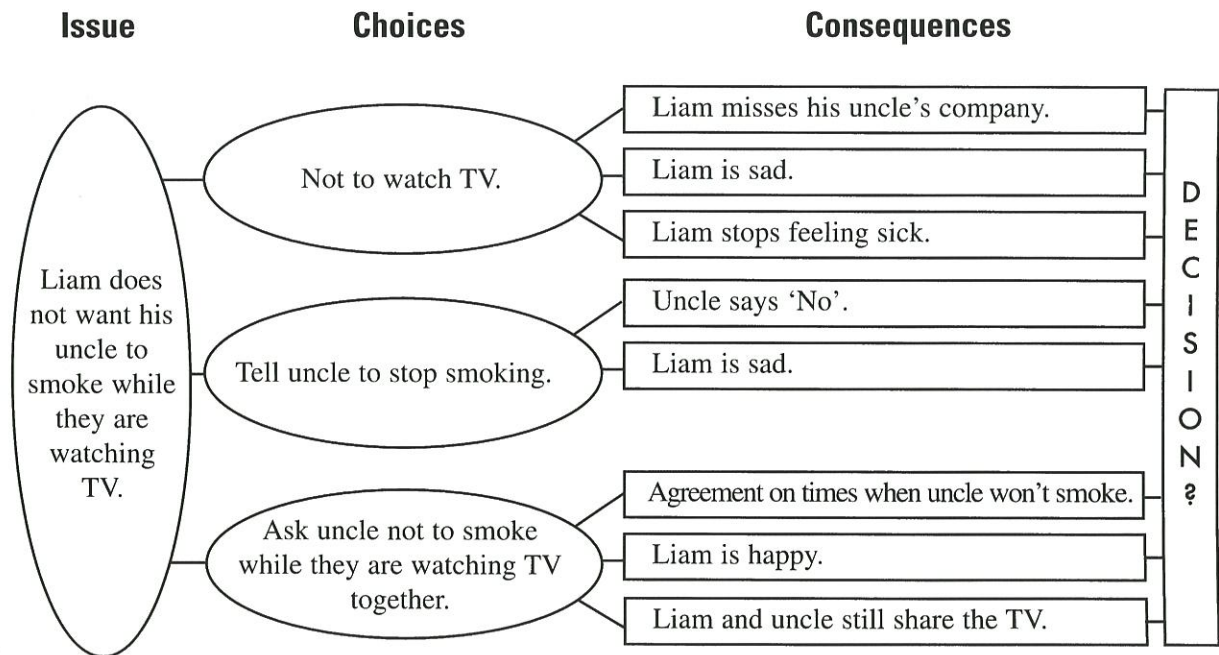 Issue
Choices
Consequences
Liam does
not want his
uncle to
smoke while
they are
watching
TV.
Not to watch TV.
Liam misses his uncle's company.
Liam is sad.
Liam stops feeling sick.
Tell uncle to stop smoking.
Uncle says 'No'.
Liam is sad.
Ask uncle not to smoke
while they are watching TV
together.
Agreement on times when uncle won't smoke.
Liam is happy.
Liam and uncle still share the TV.
DECISION?